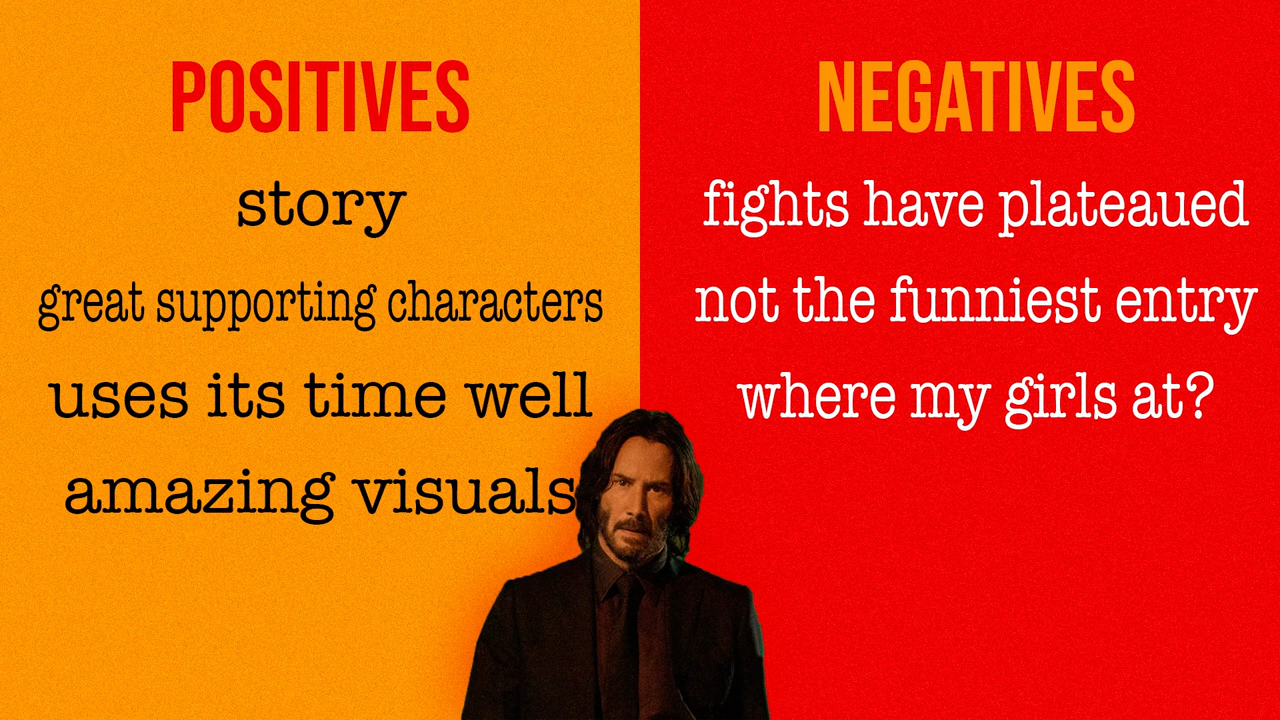 POSITIVES
story
great supporting characters
uses its time well
amazing visuals
NEGATIVES
fights have plateaued
not the funniest entry
where my girls at?